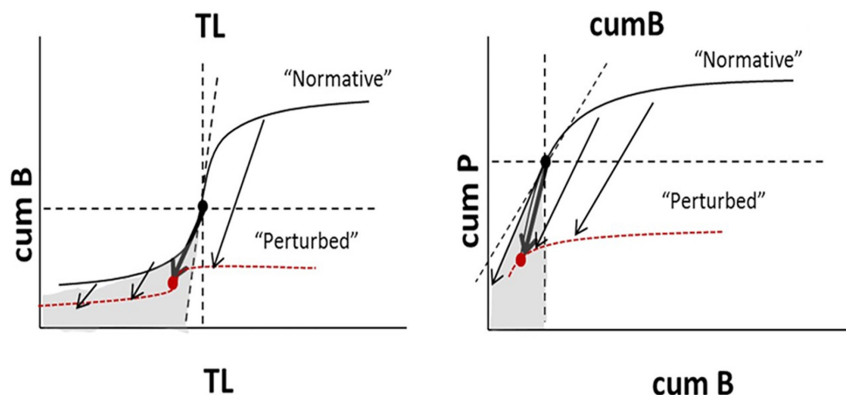 TL
cum B
"Normative"
"Perturbed"
TL
cumB
cum P
"Normative"
"Perturbed"
cum B